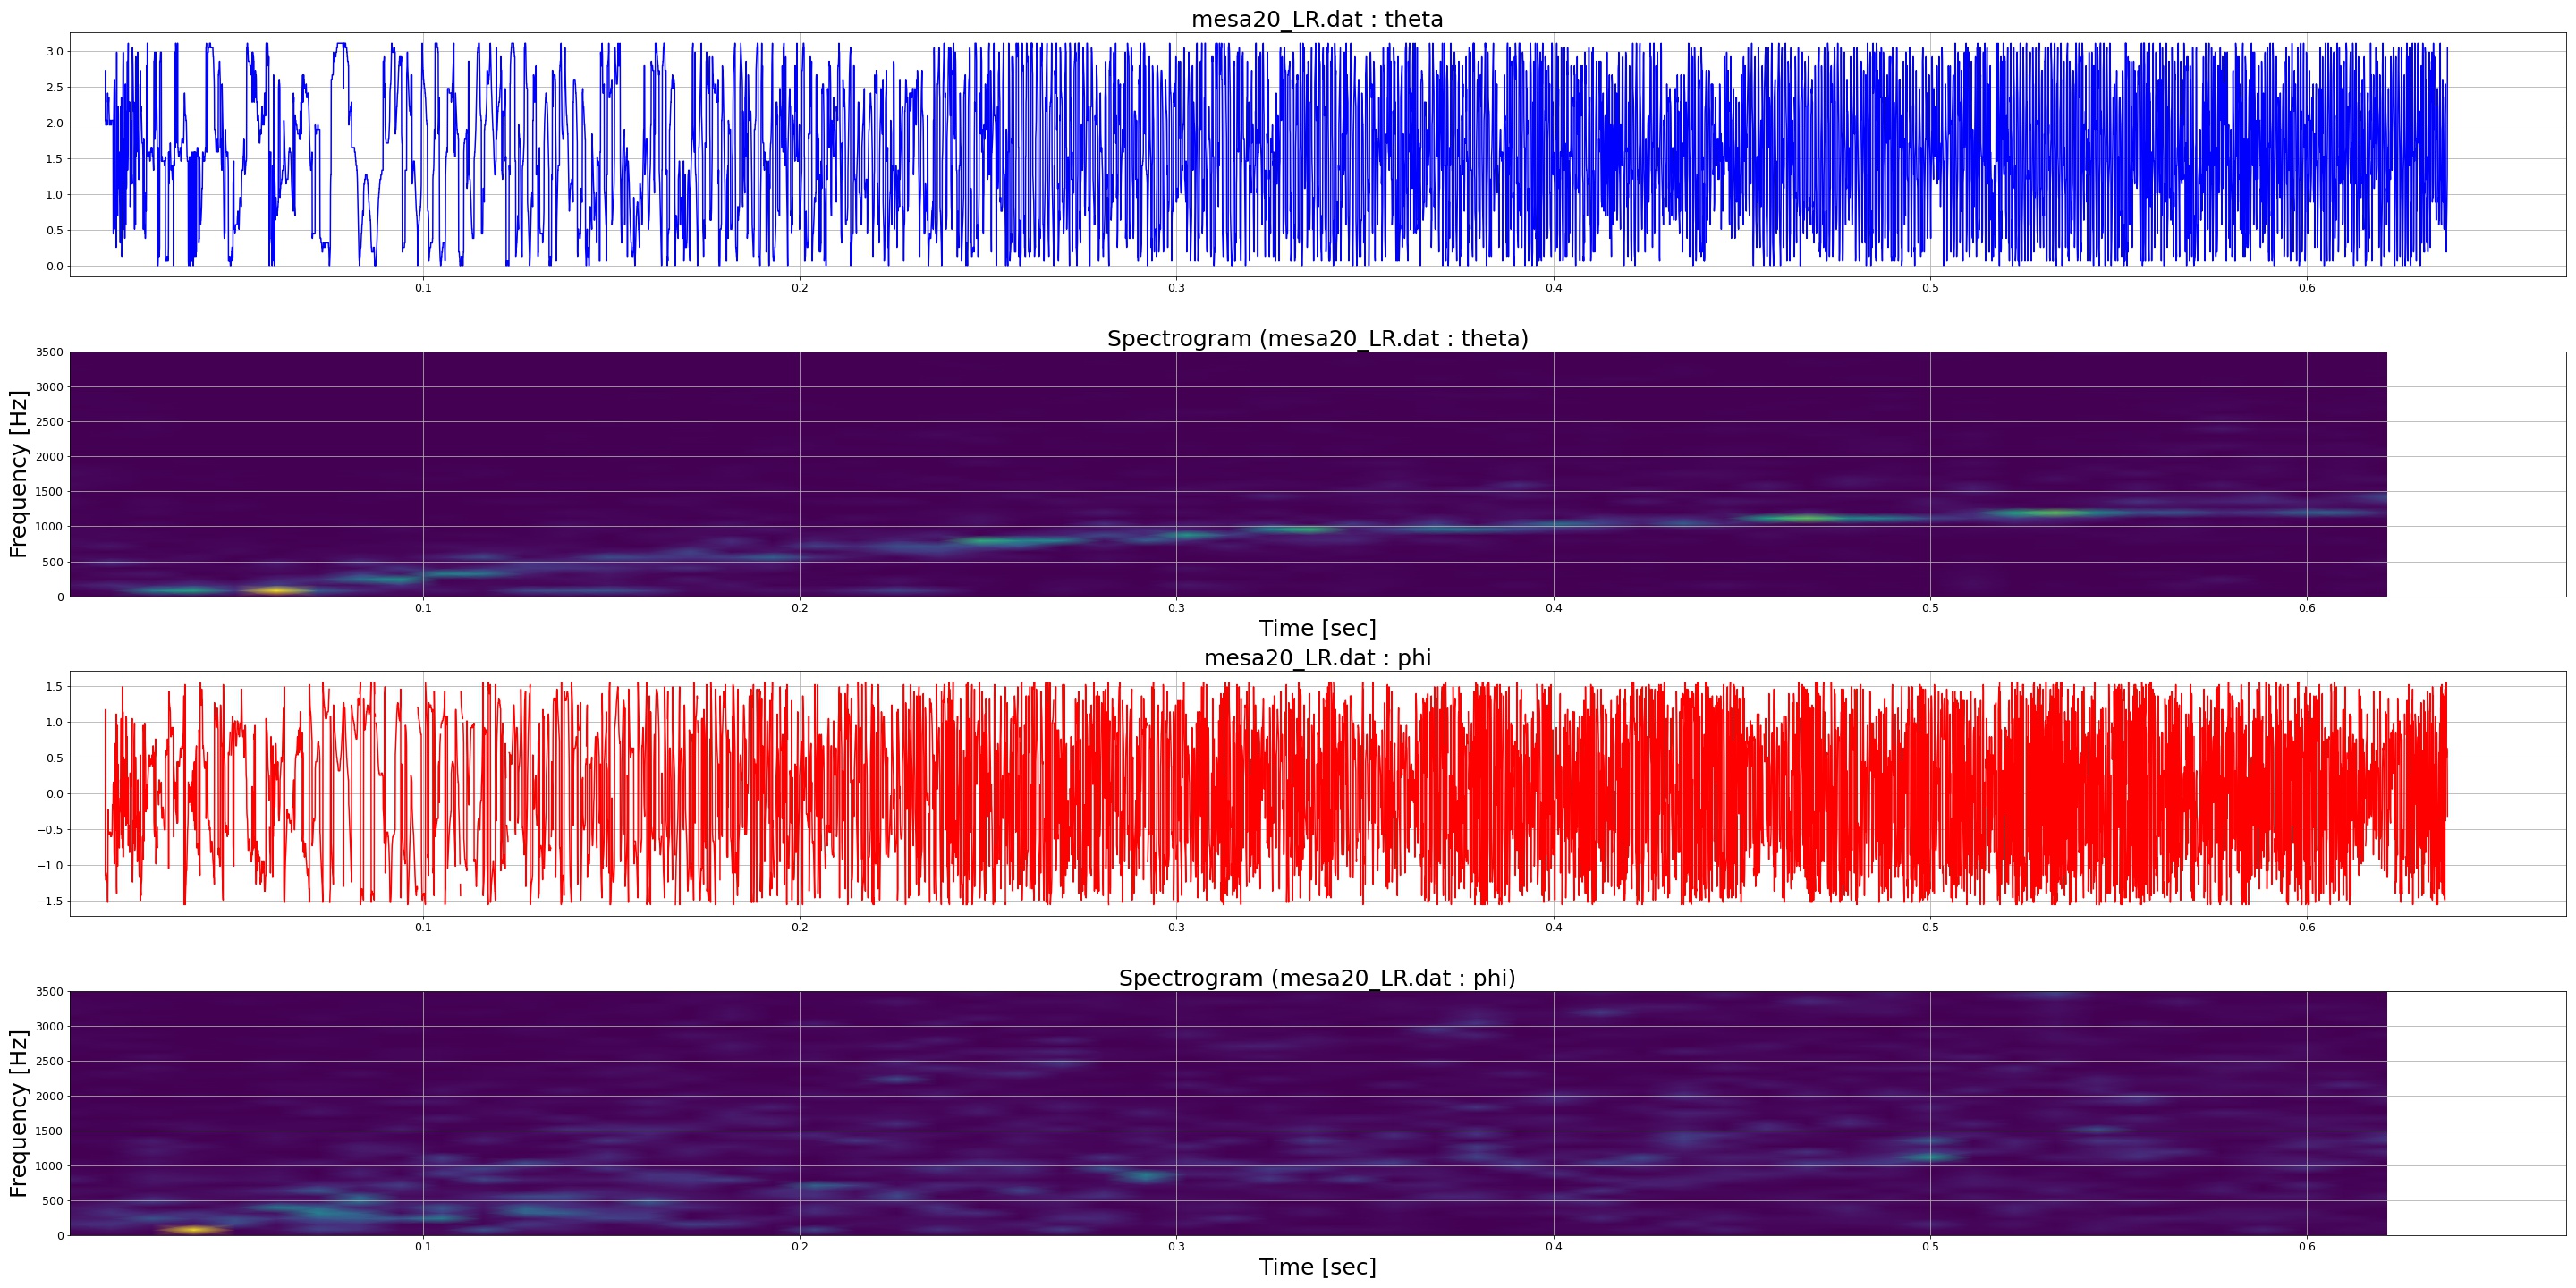 mesa20_LR.dat : theta
3.0
2.5
2.0
1.5
1.0
0.5
0.0
0.1 0.2 0.3 0.4 0.5 0.6
Spectrogram (mesa20_LR.dat : theta)
Frequency [Hz]
3500
3000
2500
2000
1500
1000
500
0
0.1 0.2 0.3 0.4 0.5 0.6
Time [sec]
mesa20_LR.dat : phi
1.5
1.0
0.5
0.0
−0.5
−1.0
−1.5
0.1 0.2 0.3 0.4 0.5 0.6
Spectrogram (mesa20_LR.dat : phi)
Frequency [Hz]
3500
3000
2500
2000
1500
1000
500
0
0.1 0.2 0.3 0.4 0.5 0.6
Time [sec]